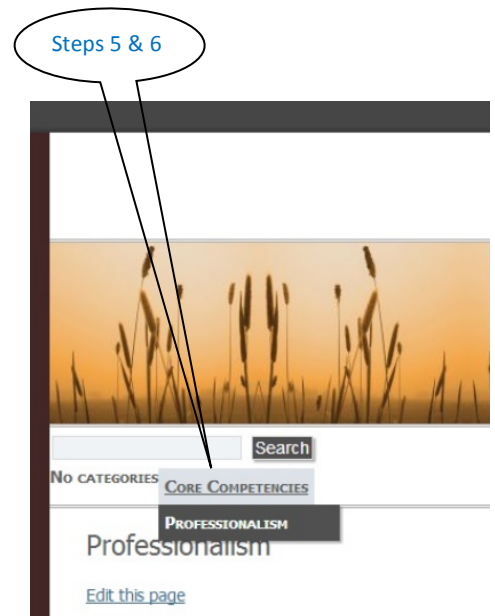 Steps 5 & 6
Search
No categories Core Competencies
Professionalism
Professionalism
Edit this page